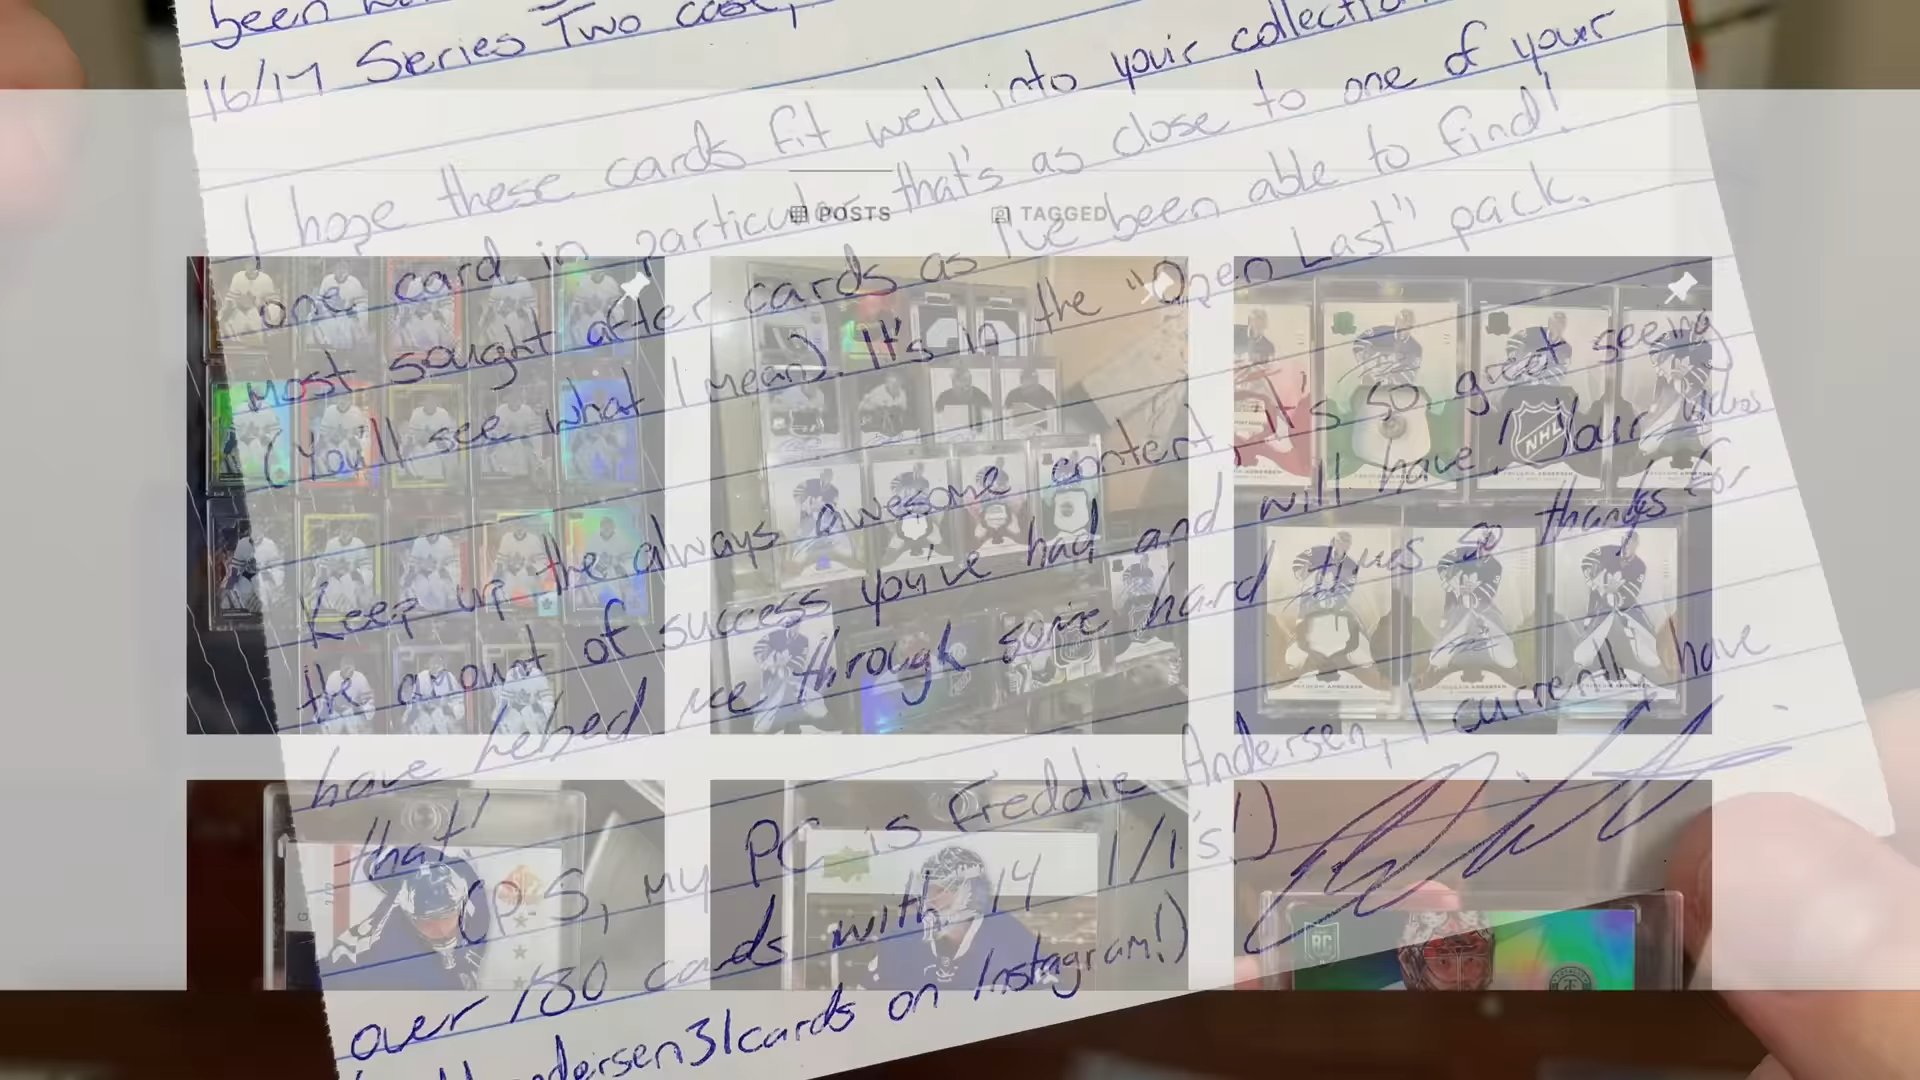 been
16/17 Series Two case,
I hope these cards fit well into your collection
one card in particular that's as close to one of your
most sought after cards as I've been able to find!
(You'll see what I mean). It's in the "Open Last" pack.
Keep up the always awesome content, it's so great seeing
the amount of success you've had and will have! Your videos
have helped me through some hard times so thanks for
that!
(P.S, my PC is Freddie Andersen, I currently have
over 180 cards with 14 1/1's!)
andersen31cards on Instagram!)
POSTS
TAGGED
NHL
RC